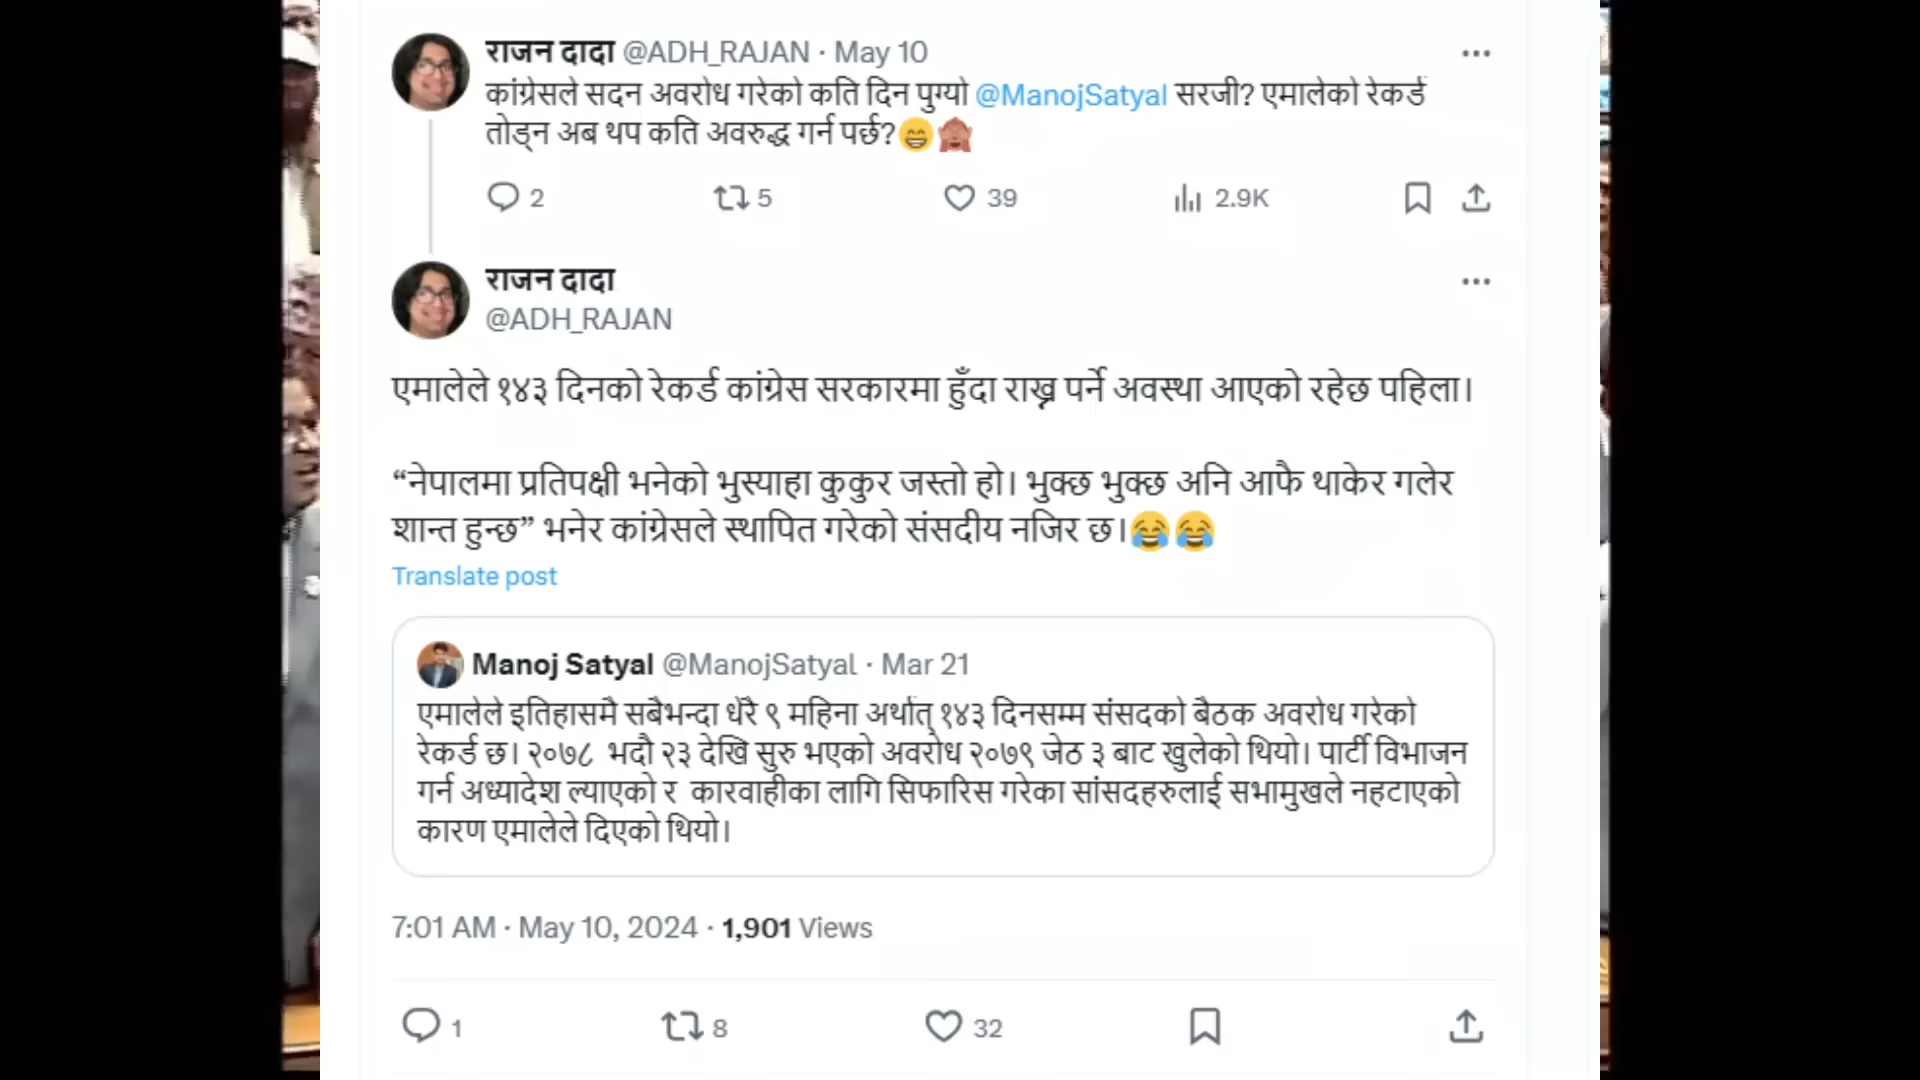 राजन दादा @ADH_RAJAN · May 10
कांग्रेसले सदन अवरोध गरेको कति दिन पुग्यो @ManojSatyal सरजी? एमालेको रेकर्ड
तोड्न अब थप कति अवरुद्ध गर्न पर्छ?😁🙈
2 5 39 2.9K
राजन दादा
@ADH_RAJAN
एमालेले १४३ दिनको रेकर्ड कांग्रेस सरकारमा हुँदा राख्न पर्ने अवस्था आएको रहेछ पहिला।
“नेपालमा प्रतिपक्षी भनेको भुस्याहा कुकुर जस्तो हो। भुक्छ भुक्छ अनि आफै थाकेर गलेर
शान्त हुन्छ” भनेर कांग्रेसले स्थापित गरेको संसदीय नजिर छ।😂😂
Translate post
Manoj Satyal @ManojSatyal · Mar 21
एमालेले इतिहासमै सबैभन्दा धेरै ९ महिना अर्थात् १४३ दिनसम्म संसदको बैठक अवरोध गरेको
रेकर्ड छ। २०७८ भदौ २३ देखि सुरु भएको अवरोध २०७९ जेठ ३ बाट खुलेको थियो। पार्टी विभाजन
गर्न अध्यादेश ल्याएको र कारवाहीका लागि सिफारिस गरेका सांसदहरुलाई सभामुखले नहटाएको
कारण एमालेले दिएको थियो।
7:01 AM · May 10, 2024 · 1,901 Views
1 8 32